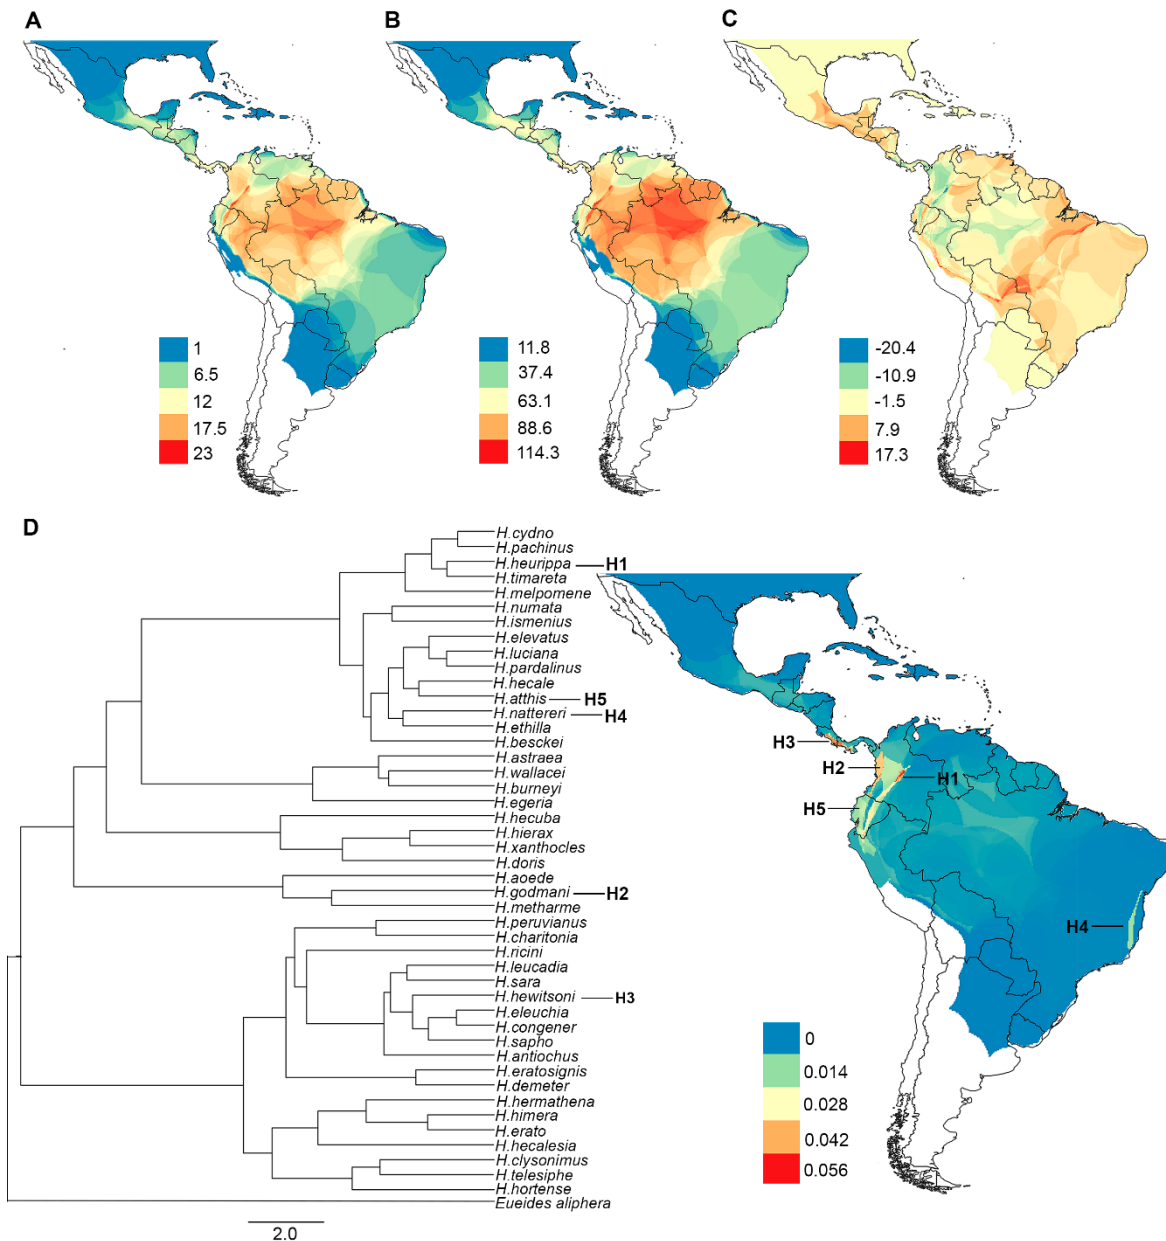 A
B
C
1
6.5
12
17.5
23
11.8
37.4
63.1
88.6
114.3
-20.4
-10.9
-1.5
7.9
17.3
D
H.cydno
H.pachinus
H.heurippa H1
H.timareta
H.melpomene
H.numata
H.ismenius
H.elevatus
H.luciana
H.pardalinus
H.hecale
H.atthis H5
H.nattereri H4
H.ethilla
H.besckei
H.astraea
H.wallacei
H.burneyi
H.egeria
H.hecuba
H.hierax
H.xanthocles
H.doris
H.aoede
H.godmani H2
H.metharme
H.peruvianus
H.charitonia
H.ricini
H.leucadia
H.sara
H.hewitsoni H3
H.eleuchia
H.congener
H.sapho
H.antiochus
H.eratosignis
H.demeter
H.hermathena
H.himera
H.erato
H.hecalesia
H.clysonimus
H.telesiphe
H.hortense
Eueides aliphera
2.0
H3
H2
H1
H5
H4
0
0.014
0.028
0.042
0.056